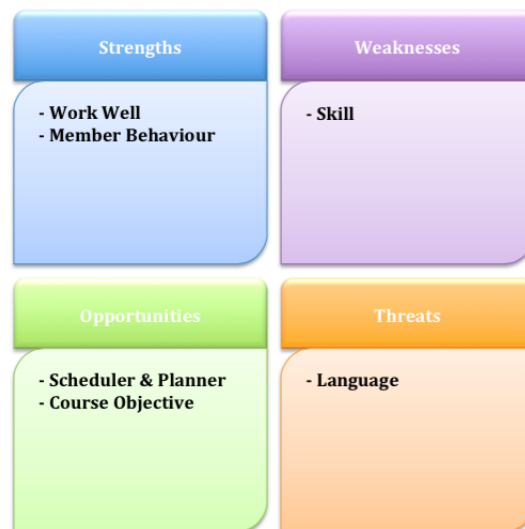 Strengths
- Work Well
- Member Behaviour
Weaknesses
- Skill
Opportunities
- Scheduler & Planner
- Course Objective
Threats
- Language